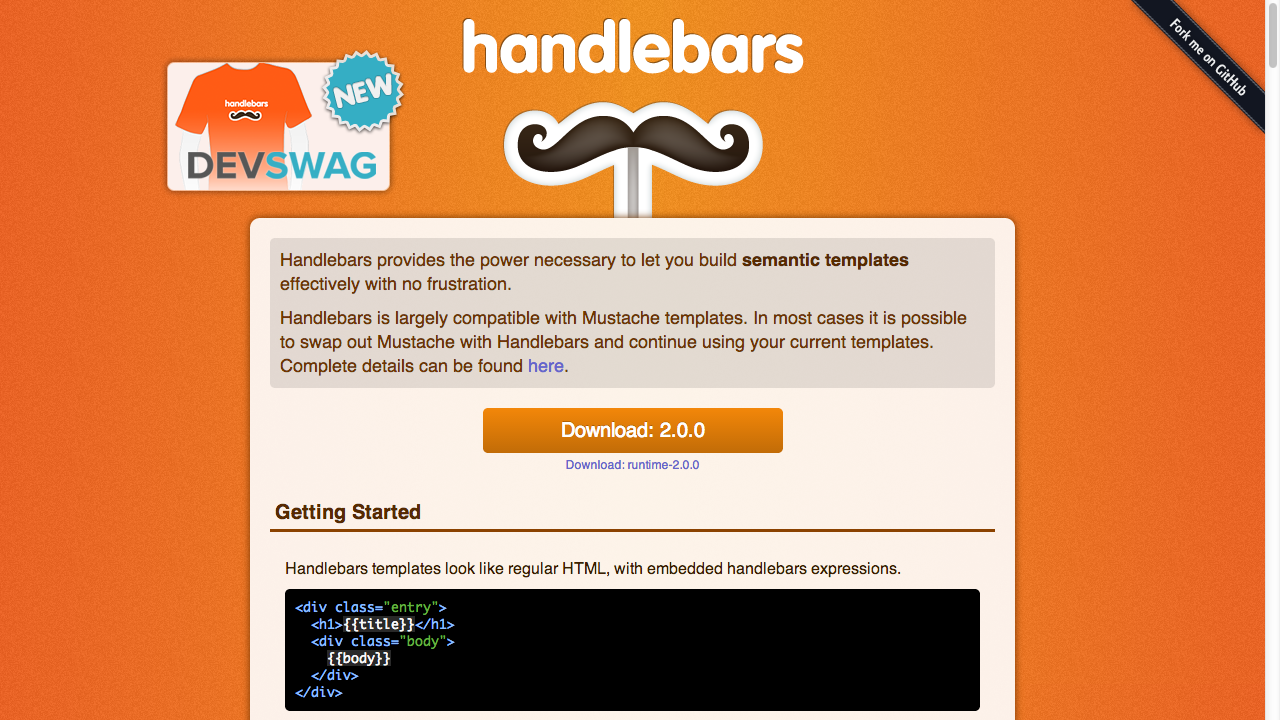 handlebars
Fork me on GitHub
handlebars
NEW
DEVSWAG
Handlebars provides the power necessary to let you build semantic templates
effectively with no frustration.
Handlebars is largely compatible with Mustache templates. In most cases it is possible
to swap out Mustache with Handlebars and continue using your current templates.
Complete details can be found here.
Download: 2.0.0
Download: runtime-2.0.0
Getting Started
Handlebars templates look like regular HTML, with embedded handlebars expressions.
<div class="entry">
  <h1>{{title}}</h1>
  <div class="body">
    {{body}}
  </div>
</div>